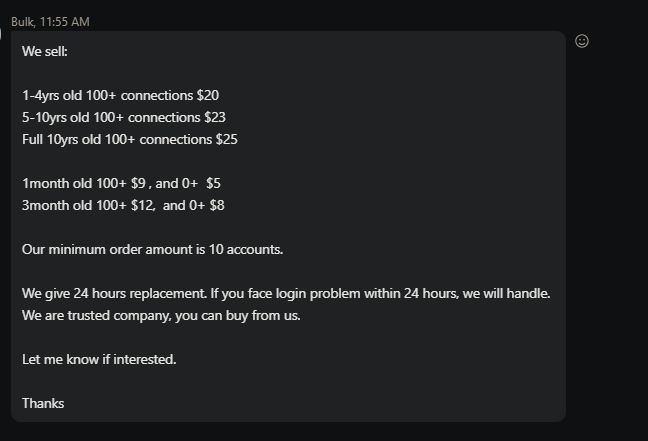 Bulk, 11:55 AM
We sell:
1-4yrs old 100+ connections $20
5-10yrs old 100+ connections $23
Full 10yrs old 100+ connections $25
1month old 100+ $9 , and 0+  $5
3month old 100+ $12,  and 0+ $8
Our minimum order amount is 10 accounts.
We give 24 hours replacement. If you face login problem within 24 hours, we will handle.
We are trusted company, you can buy from us.
Let me know if interested.
Thanks